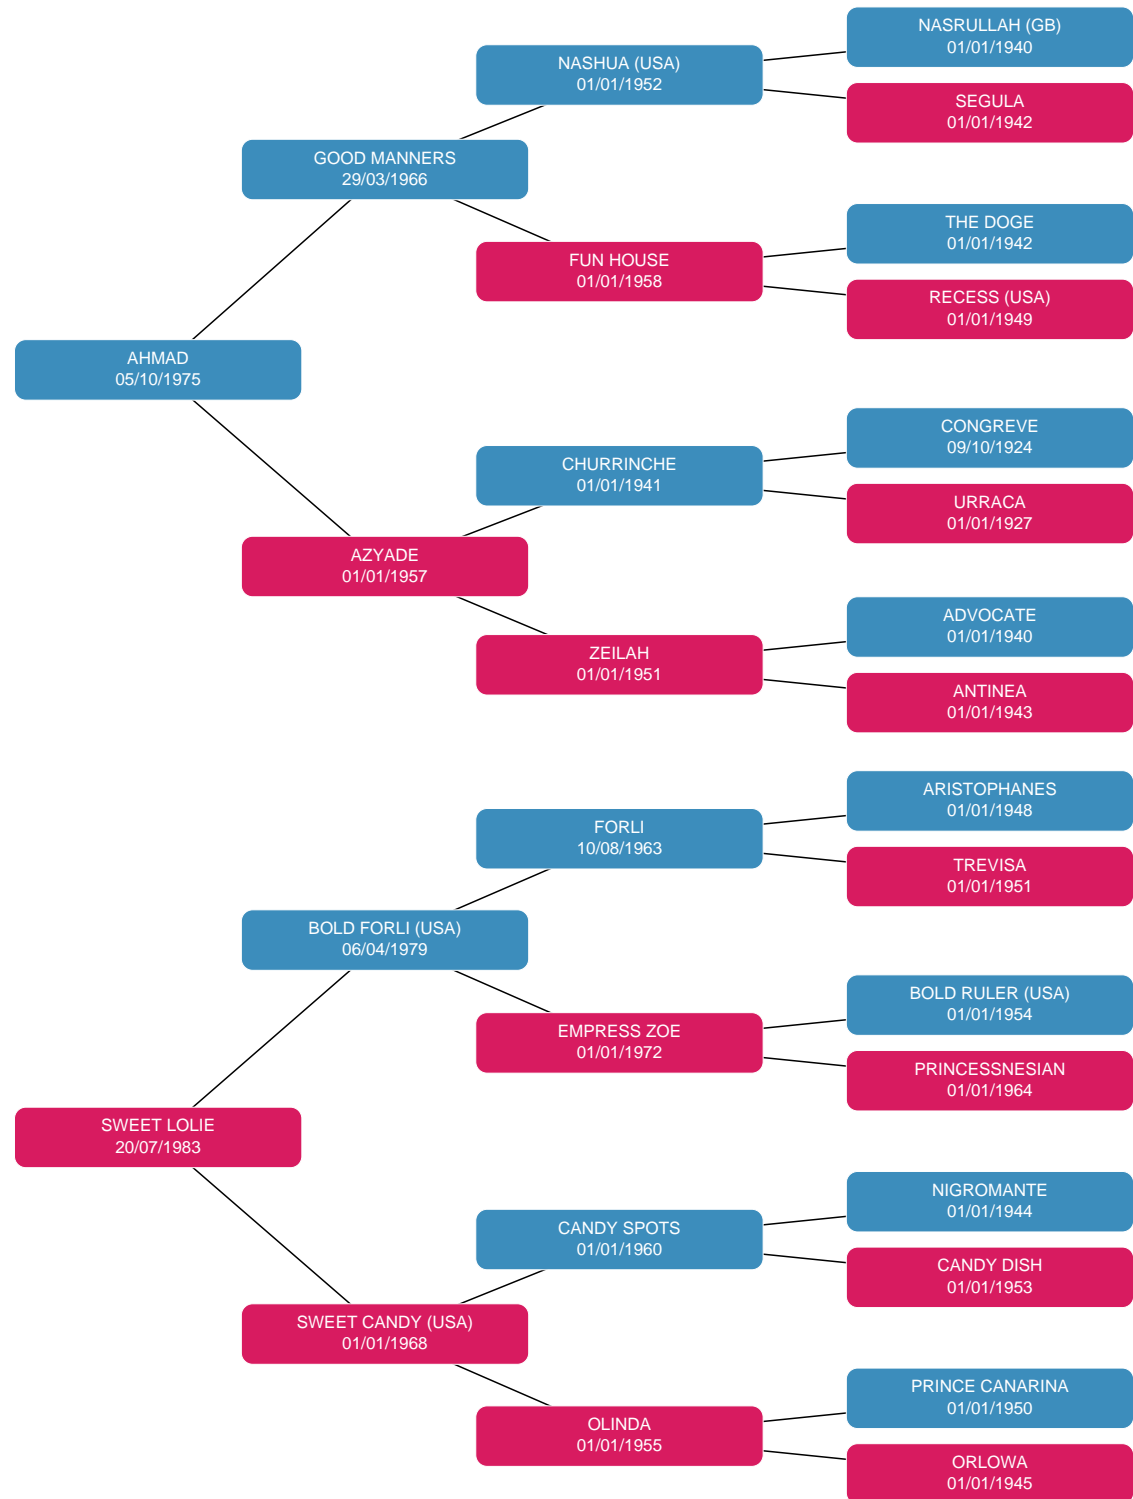 NASRULLAH (GB)
01/01/1940
NASHUA (USA)
01/01/1952
SEGULA
01/01/1942
GOOD MANNERS
29/03/1966
THE DOGE
01/01/1942
FUN HOUSE
01/01/1958
RECESS (USA)
01/01/1949
AHMAD
05/10/1975
CONGREVE
09/10/1924
CHURRINCHE
01/01/1941
URRACA
01/01/1927
AZYADE
01/01/1957
ADVOCATE
01/01/1940
ZEILAH
01/01/1951
ANTINEA
01/01/1943
ARISTOPHANES
01/01/1948
FORLI
10/08/1963
TREVISA
01/01/1951
BOLD FORLI (USA)
06/04/1979
BOLD RULER (USA)
01/01/1954
EMPRESS ZOE
01/01/1972
PRINCESSNESIAN
01/01/1964
SWEET LOLIE
20/07/1983
NIGROMANTE
01/01/1944
CANDY SPOTS
01/01/1960
CANDY DISH
01/01/1953
SWEET CANDY (USA)
01/01/1968
PRINCE CANARINA
01/01/1950
OLINDA
01/01/1955
ORLOWA
01/01/1945